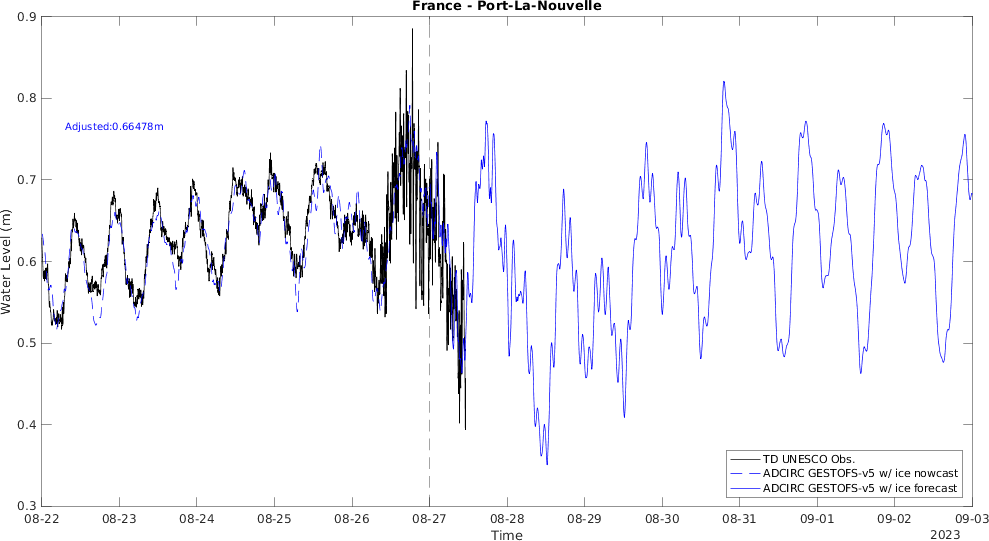 France - Port-La-Nouvelle
0.9
0.8
0.7
0.6
0.5
0.4
0.3
Water Level (m)
Adjusted:0.66478m
TD UNESCO Obs.
ADCIRC GESTOFS-v5 w/ ice nowcast
ADCIRC GESTOFS-v5 w/ ice forecast
08-22 08-23 08-24 08-25 08-26 08-27 08-28 08-29 08-30 08-31 09-01 09-02 09-03
Time
2023